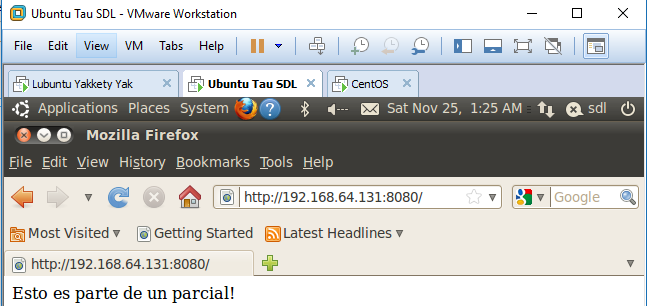 Ubuntu Tau SDL - VMware Workstation
File Edit View VM Tabs Help
Lubuntu Yakkety Yak Ubuntu Tau SDL CentOS
Applications Places System ? Sat Nov 25, 1:25 AM sdl
Mozilla Firefox
File Edit View History Bookmarks Tools Help
http://192.168.64.131:8080/ Google
Most Visited Getting Started Latest Headlines
http://192.168.64.131:8080/
Esto es parte de un parcial!